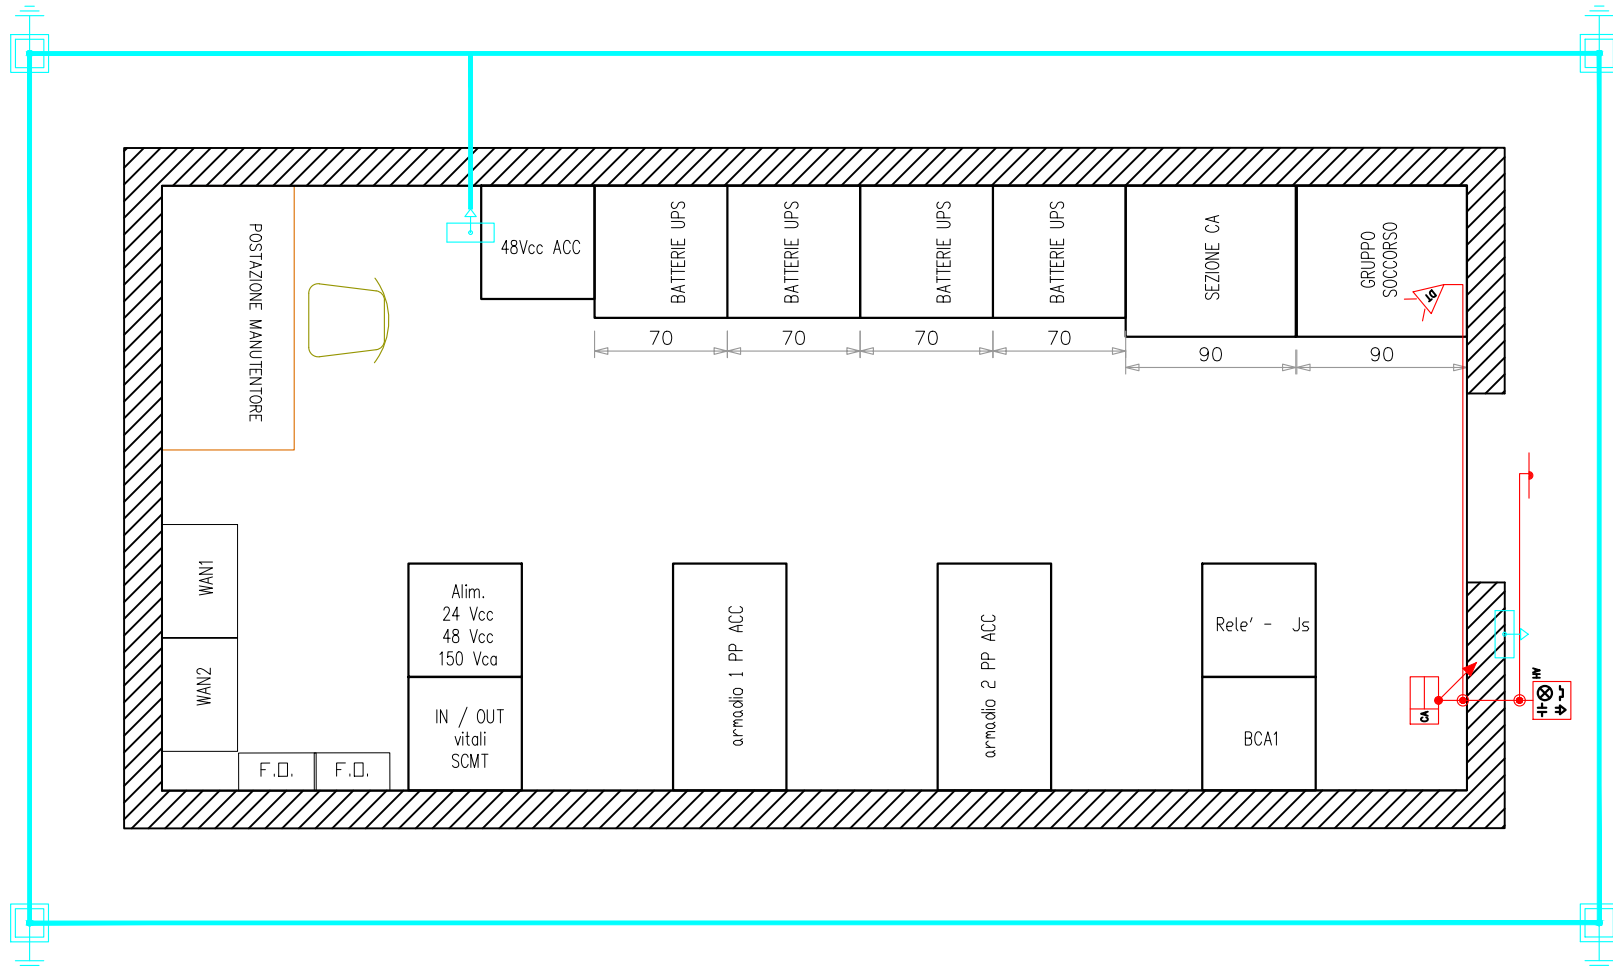 POSTAZIONE MANUTENTORE
48Vcc ACC
BATTERIE UPS
BATTERIE UPS
BATTERIE UPS
BATTERIE UPS
SEZIONE CA
GRUPPO
SOCCORSO
DT
70
70
70
70
90
90
WAN1
WAN2
F.O.
F.O.
Alim.
24 Vcc
48 Vcc
150 Vca
IN / OUT
vitali
SCMT
armadio 1 PP ACC
armadio 2 PP ACC
Rele' - Js
BCA1
CA
HW